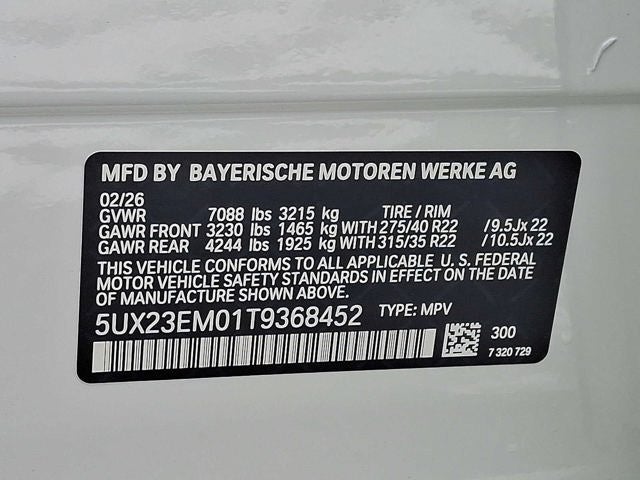 MFD BY BAYERISCHE MOTOREN WERKE AG
02/26
GVWR 7088 lbs 3215 kg TIRE / RIM
GAWR FRONT 3230 lbs 1465 kg WITH 275/40 R22 /9.5Jx 22
GAWR REAR 4244 lbs 1925 kg WITH 315/35 R22 /10.5Jx 22
THIS VEHICLE CONFORMS TO ALL APPLICABLE U. S. FEDERAL
MOTOR VEHICLE SAFETY STANDARDS IN EFFECT ON THE DATE
OF MANUFACTURE SHOWN ABOVE.
5UX23EM01T9368452 TYPE: MPV
300
7 320 729